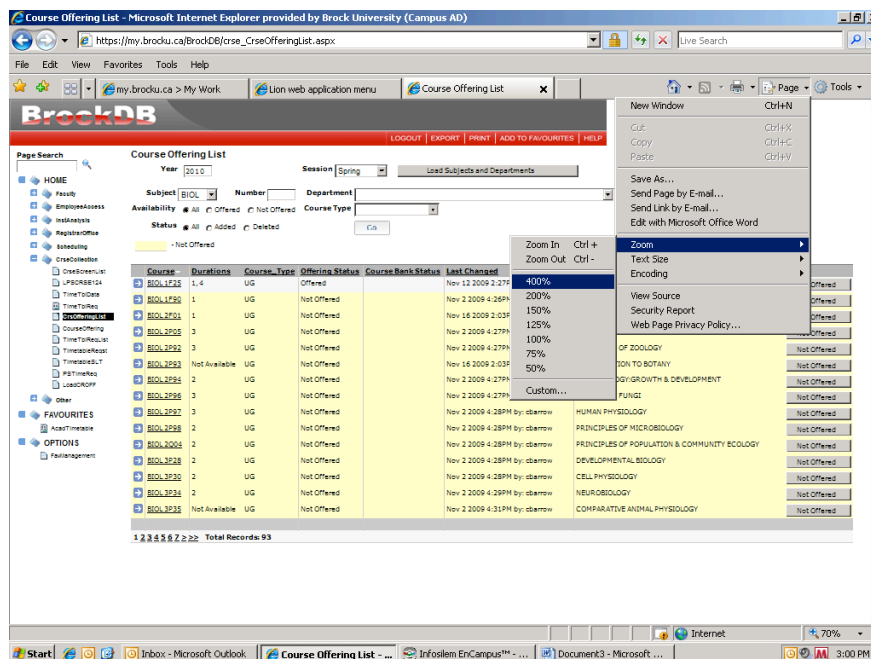 Course Offering List - Microsoft Internet Explorer provided by Brock University (Campus AD)
https://my.brocku.ca/BrockDB/crse_CrseOfferingList.aspx
Live Search
File Edit View Favorites Tools Help
my.brocku.ca > My Work
Lion web application menu
Course Offering List
Page
Tools
BrockDB
LOGOUT | EXPORT | PRINT | ADD TO FAVOURITES | HELP
New Window Ctrl+N
Cut Ctrl+X
Copy Ctrl+C
Paste Ctrl+V
Save As...
Send Page by E-mail...
Send Link by E-mail...
Edit with Microsoft Office Word
Zoom
Text Size
Encoding
View Source
Security Report
Web Page Privacy Policy...
Zoom In Ctrl +
Zoom Out Ctrl -
400%
200%
150%
125%
100%
75%
50%
Custom...
Page Search
HOME
Faculty
EmployeeAccess
InstAnalysis
RegistrarOffice
Scheduling
CrseCollection
CrseScreenList
LPSCRSE124
TimeTblData
TimeTblReq
CrsOfferingList
CourseOffering
TimeTblReqList
TimetableReqst
TimetableSLT
PSTimeReq
LoadOROFF
Other
FAVOURITES
AcadTimetable
OPTIONS
FavManagement
Course Offering List
Year 2010 Session Spring Load Subjects and Departments
Subject BIOL Number Department
Availability All Offered Not Offered Course Type
Status All Added Deleted Go
- Not Offered
Course Durations Course_Type Offering Status Course Bank Status Last Changed
BIOL 1F25 1, 4 UG Offered Nov 12 2009 2:27P Offered
BIOL 1F90 1 UG Not Offered Nov 2 2009 4:26PM
BIOL 2F01 1 UG Not Offered Nov 16 2009 2:03P
BIOL 2P05 3 UG Not Offered Nov 2 2009 4:27PM Offered
BIOL 2P92 3 UG Not Offered Nov 2 2009 4:27PM OF ZOOLOGY Not Offered
BIOL 2P93 Not Available UG Not Offered Nov 16 2009 2:03P ION TO BOTANY Not Offered
BIOL 2P94 2 UG Not Offered Nov 2 2009 4:27PM OGY:GROWTH & DEVELOPMENT Not Offered
BIOL 2P96 3 UG Not Offered Nov 2 2009 4:27PM FUNGI Not Offered
BIOL 2P97 3 UG Not Offered Nov 2 2009 4:28PM by: cbarrow HUMAN PHYSIOLOGY Not Offered
BIOL 2P98 2 UG Not Offered Nov 2 2009 4:28PM by: cbarrow PRINCIPLES OF MICROBIOLOGY Not Offered
BIOL 2Q04 2 UG Not Offered Nov 2 2009 4:28PM by: cbarrow PRINCIPLES OF POPULATION & COMMUNITY ECOLOGY Not Offered
BIOL 3P28 2 UG Not Offered Nov 2 2009 4:28PM by: cbarrow DEVELOPMENTAL BIOLOGY Not Offered
BIOL 3P30 2 UG Not Offered Nov 2 2009 4:28PM by: cbarrow CELL PHYSIOLOGY Not Offered
BIOL 3P34 2 UG Not Offered Nov 2 2009 4:29PM by: cbarrow NEUROBIOLOGY Not Offered
BIOL 3P35 Not Available UG Not Offered Nov 2 2009 4:31PM by: cbarrow COMPARATIVE ANIMAL PHYSIOLOGY Not Offered
1 2 3 4 5 6 7 > >> Total Records: 93
Internet 70%
Start Inbox - Microsoft Outlook Course Offering List - ... Infosilem EnCampus™ - ... Document3 - Microsoft ... 3:00 PM